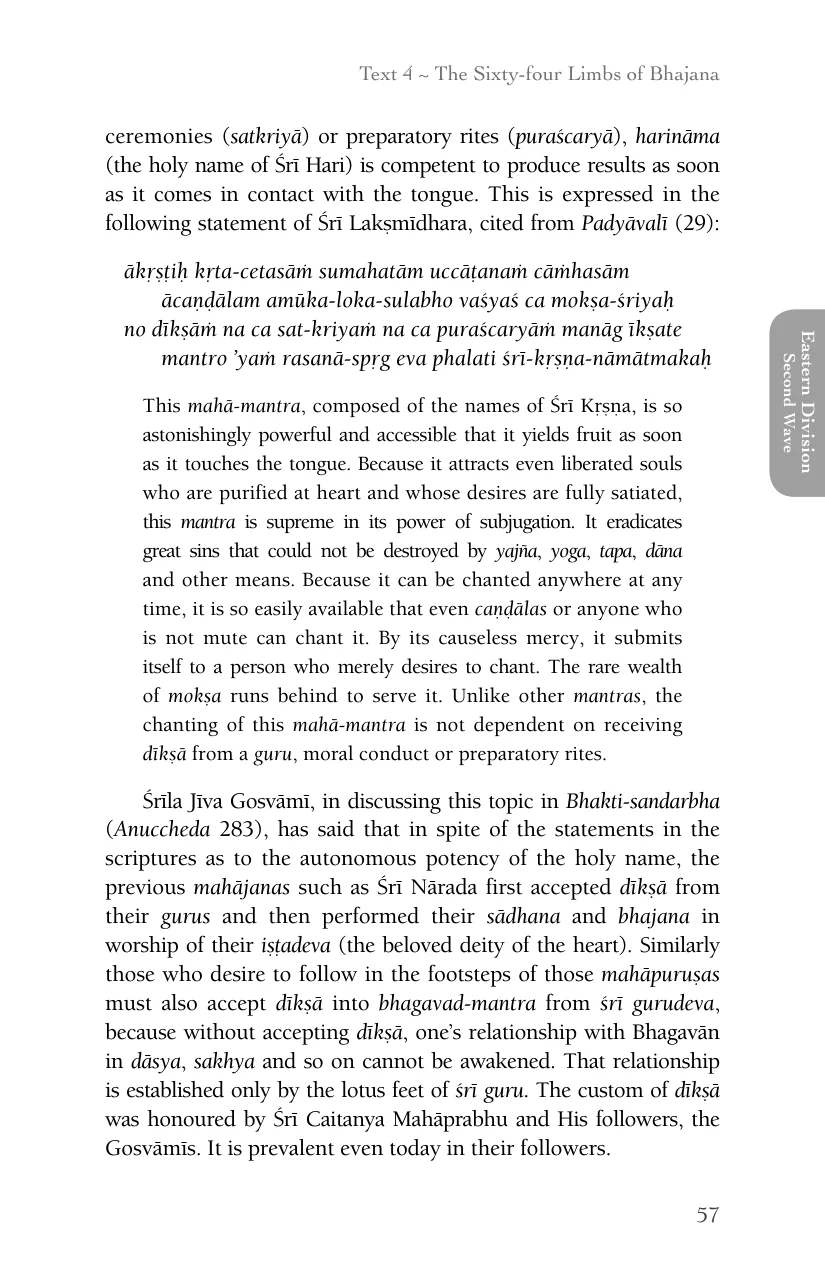 Text 4 ~ The Sixty-four Limbs of Bhajana
ceremonies (satkriyā) or preparatory rites (puraścaryā), harināma
(the holy name of Śrī Hari) is competent to produce results as soon
as it comes in contact with the tongue. This is expressed in the
following statement of Śrī Lakṣmīdhara, cited from Padyāvalī (29):
ākṛṣṭiḥ kṛta-cetasāṁ sumahatām uccāṭanaṁ cāṁhasām
ācaṇḍālam amūka-loka-sulabho vaśyaś ca mokṣa-śriyaḥ
no dīkṣāṁ na ca sat-kriyaṁ na ca puraścaryāṁ manāg īkṣate
mantro ’yaṁ rasanā-spṛg eva phalati śrī-kṛṣṇa-nāmātmakaḥ
This mahā-mantra, composed of the names of Śrī Kṛṣṇa, is so
astonishingly powerful and accessible that it yields fruit as soon
as it touches the tongue. Because it attracts even liberated souls
who are purified at heart and whose desires are fully satiated,
this mantra is supreme in its power of subjugation. It eradicates
great sins that could not be destroyed by yajña, yoga, tapa, dāna
and other means. Because it can be chanted anywhere at any
time, it is so easily available that even caṇḍālas or anyone who
is not mute can chant it. By its causeless mercy, it submits
itself to a person who merely desires to chant. The rare wealth
of mokṣa runs behind to serve it. Unlike other mantras, the
chanting of this mahā-mantra is not dependent on receiving
dīkṣā from a guru, moral conduct or preparatory rites.
Śrīla Jīva Gosvāmī, in discussing this topic in Bhakti-sandarbha
(Anuccheda 283), has said that in spite of the statements in the
scriptures as to the autonomous potency of the holy name, the
previous mahājanas such as Śrī Nārada first accepted dīkṣā from
their gurus and then performed their sādhana and bhajana in
worship of their iṣṭadeva (the beloved deity of the heart). Similarly
those who desire to follow in the footsteps of those mahāpuruṣas
must also accept dīkṣā into bhagavad-mantra from śrī gurudeva,
because without accepting dīkṣā, one’s relationship with Bhagavān
in dāsya, sakhya and so on cannot be awakened. That relationship
is established only by the lotus feet of śrī guru. The custom of dīkṣā
was honoured by Śrī Caitanya Mahāprabhu and His followers, the
Gosvāmīs. It is prevalent even today in their followers.
Eastern Division
Second Wave
57